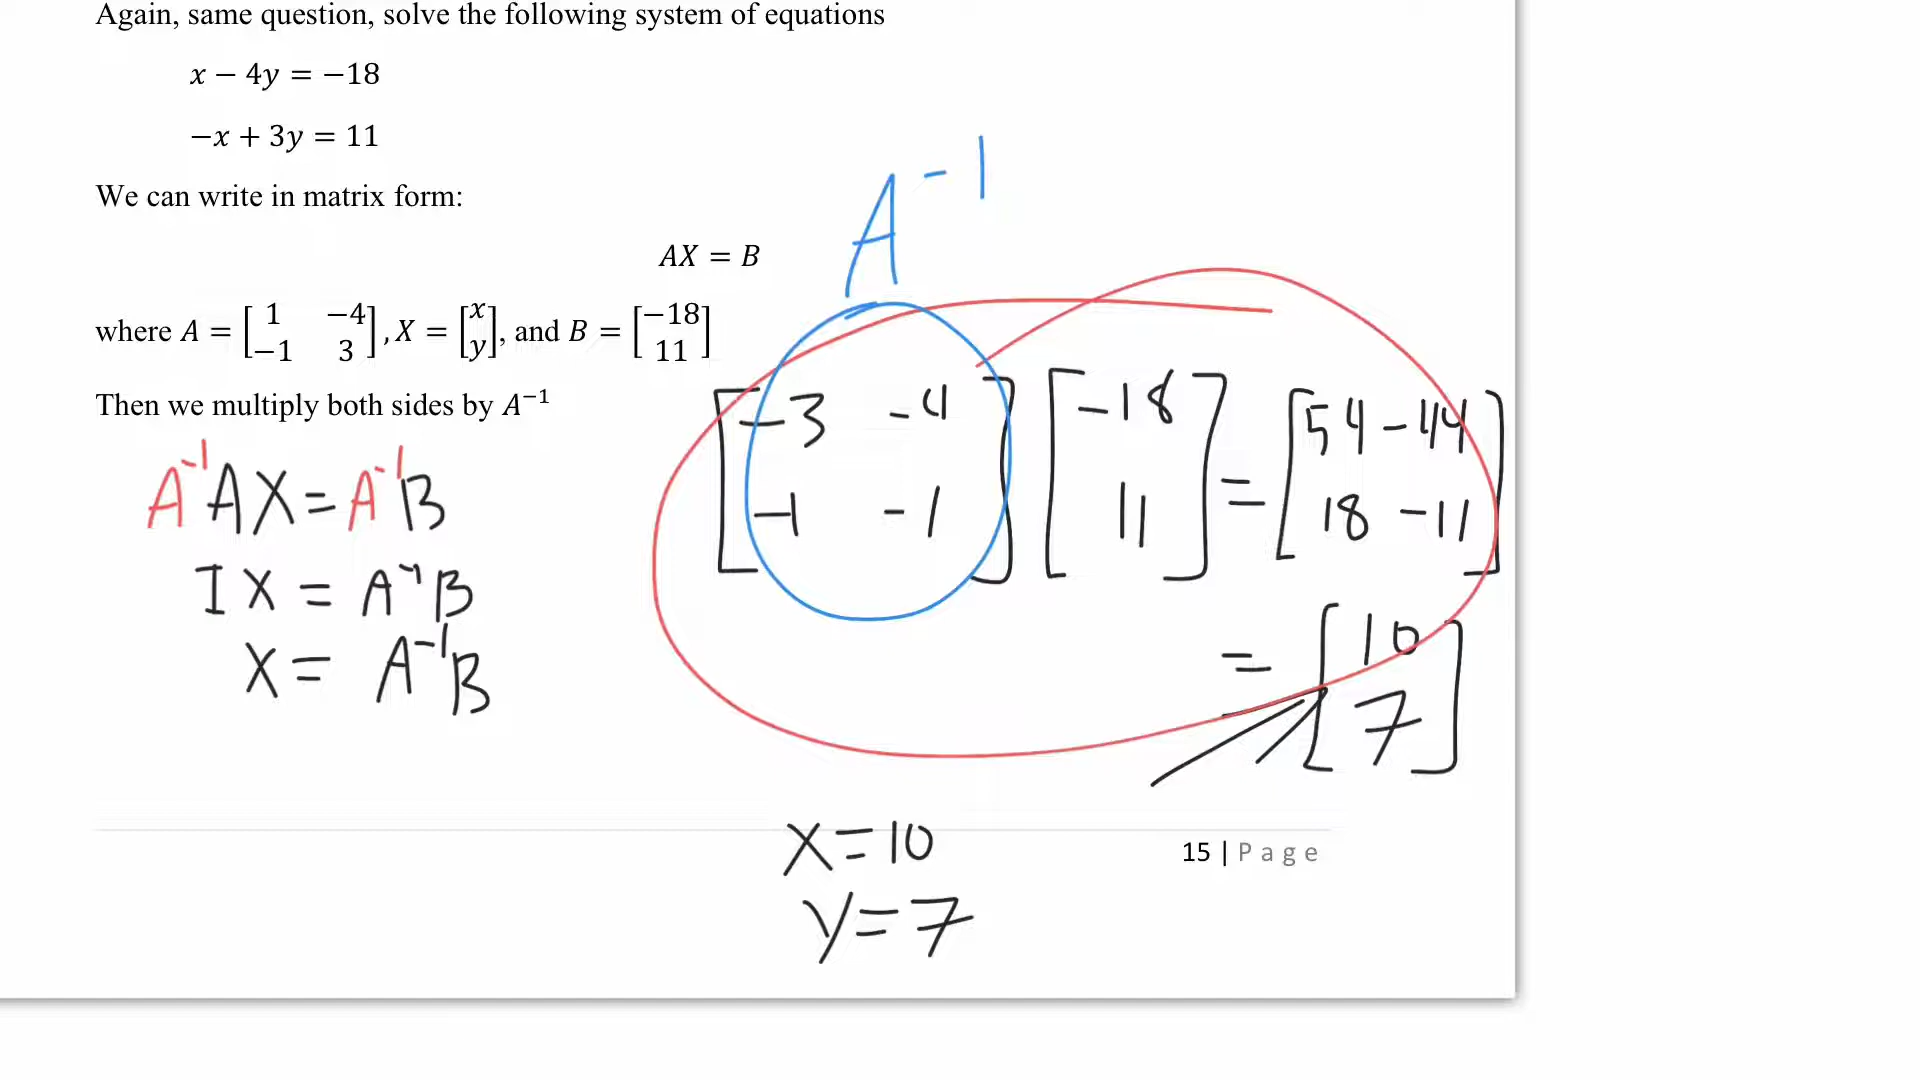 Again, same question, solve the following system of equations
x − 4y = −18
−x + 3y = 11
We can write in matrix form:
AX = B
where A = [1 −4; −1 3], X = [x; y], and B = [−18; 11]
Then we multiply both sides by A⁻¹
A⁻¹AX = A⁻¹B
IX = A⁻¹B
X = A⁻¹B
A⁻¹
[−3 −4; −1 −1] [−18; 11] = [54−44; 18−11]
= [10; 7]
x=10
y=7
15 | Page